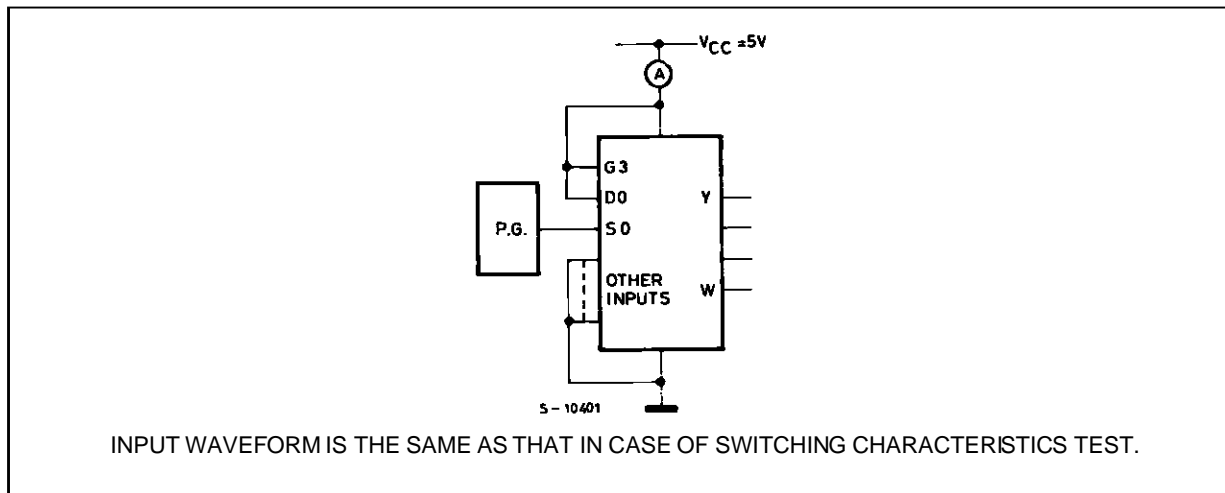 VCC =5V
A
G3
D0
Y
P.G.
S0
OTHER
INPUTS
W
S-10401
INPUT WAVEFORM IS THE SAME AS THAT IN CASE OF SWITCHING CHARACTERISTICS TEST.